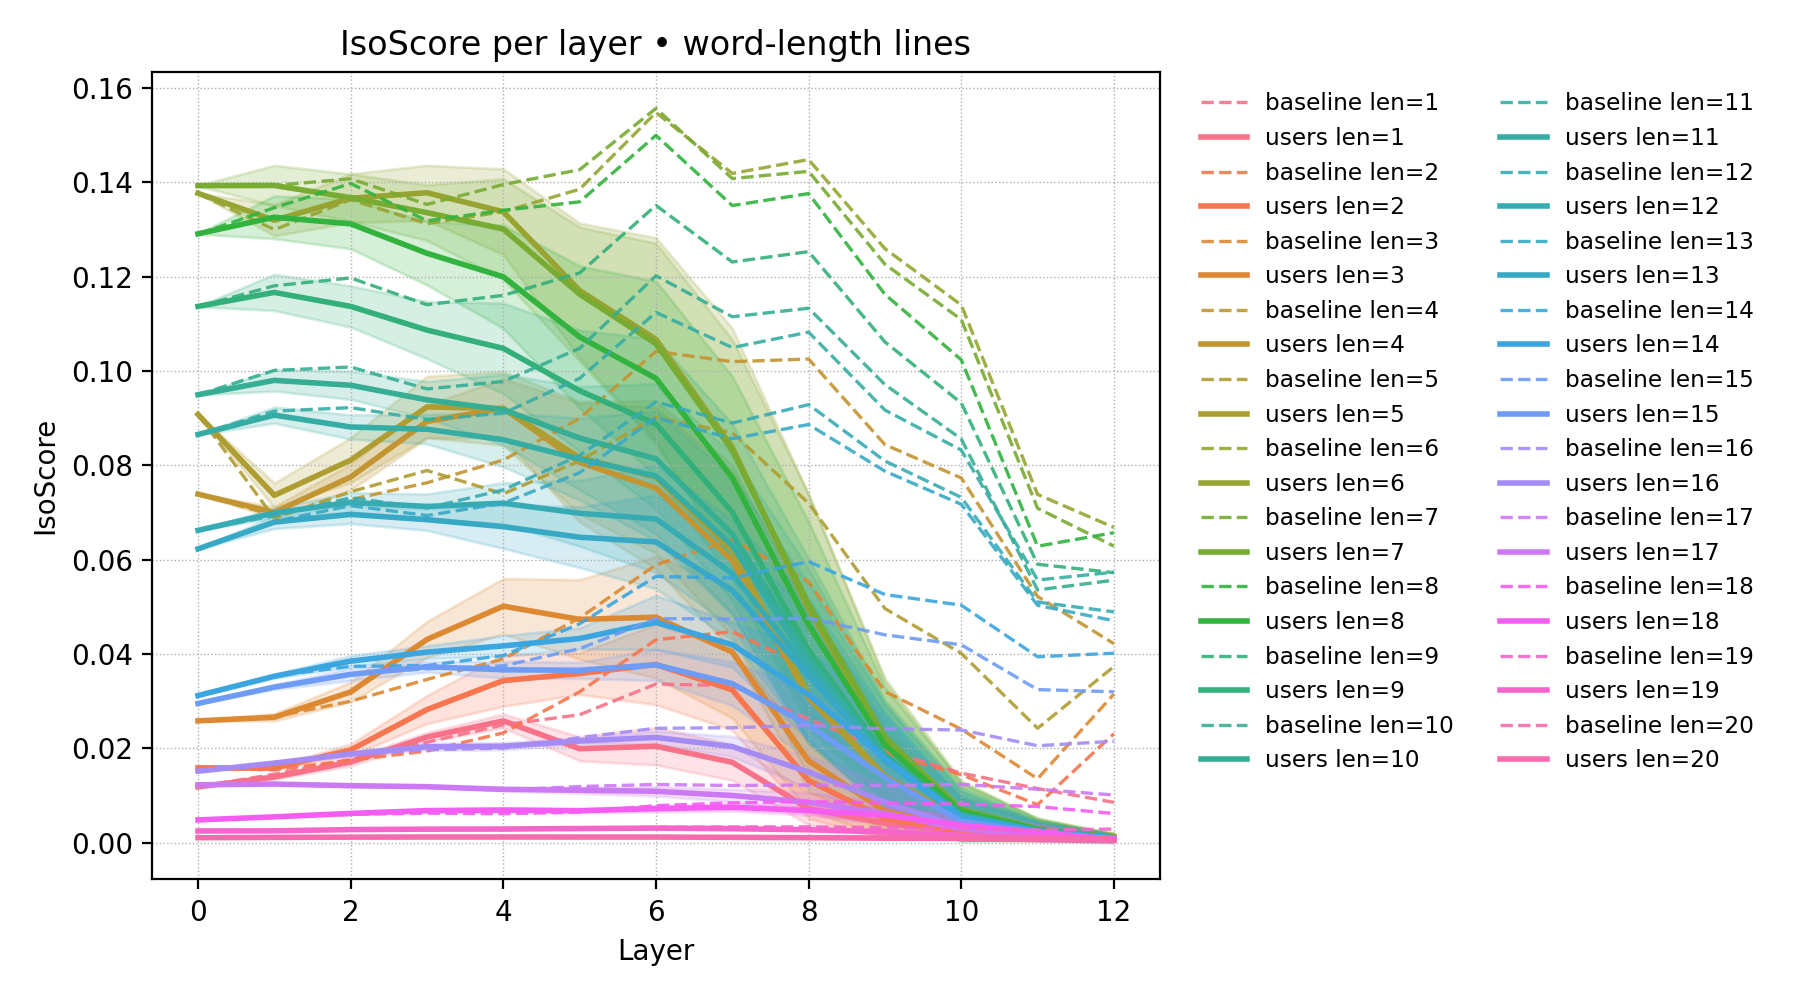 IsoScore per layer • word-length lines
0.16
0.14
0.12
0.10
0.08
0.06
0.04
0.02
0.00
IsoScore
0 2 4 6 8 10 12
Layer
baseline len=1
users len=1
baseline len=2
users len=2
baseline len=3
users len=3
baseline len=4
users len=4
baseline len=5
users len=5
baseline len=6
users len=6
baseline len=7
users len=7
baseline len=8
users len=8
baseline len=9
users len=9
baseline len=10
users len=10
baseline len=11
users len=11
baseline len=12
users len=12
baseline len=13
users len=13
baseline len=14
users len=14
baseline len=15
users len=15
baseline len=16
users len=16
baseline len=17
users len=17
baseline len=18
users len=18
baseline len=19
users len=19
baseline len=20
users len=20